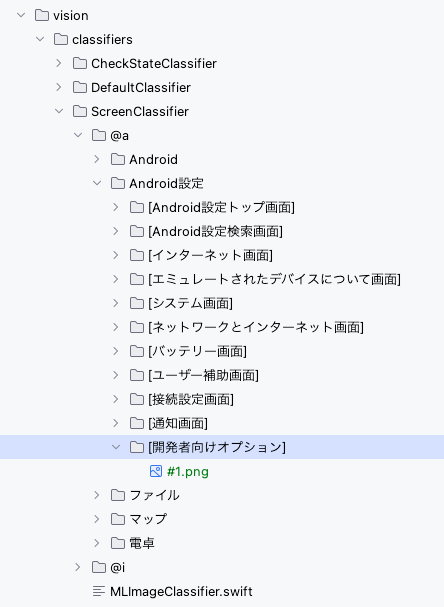 vision
classifiers
CheckStateClassifier
DefaultClassifier
ScreenClassifier
@a
Android
Android設定
[Android設定トップ画面]
[Android設定検索画面]
[インターネット画面]
[エミュレートされたデバイスについて画面]
[システム画面]
[ネットワークとインターネット画面]
[バッテリー画面]
[ユーザー補助画面]
[接続設定画面]
[通知画面]
[開発者向けオプション]
#1.png
ファイル
マップ
電卓
@i
MLImageClassifier.swift